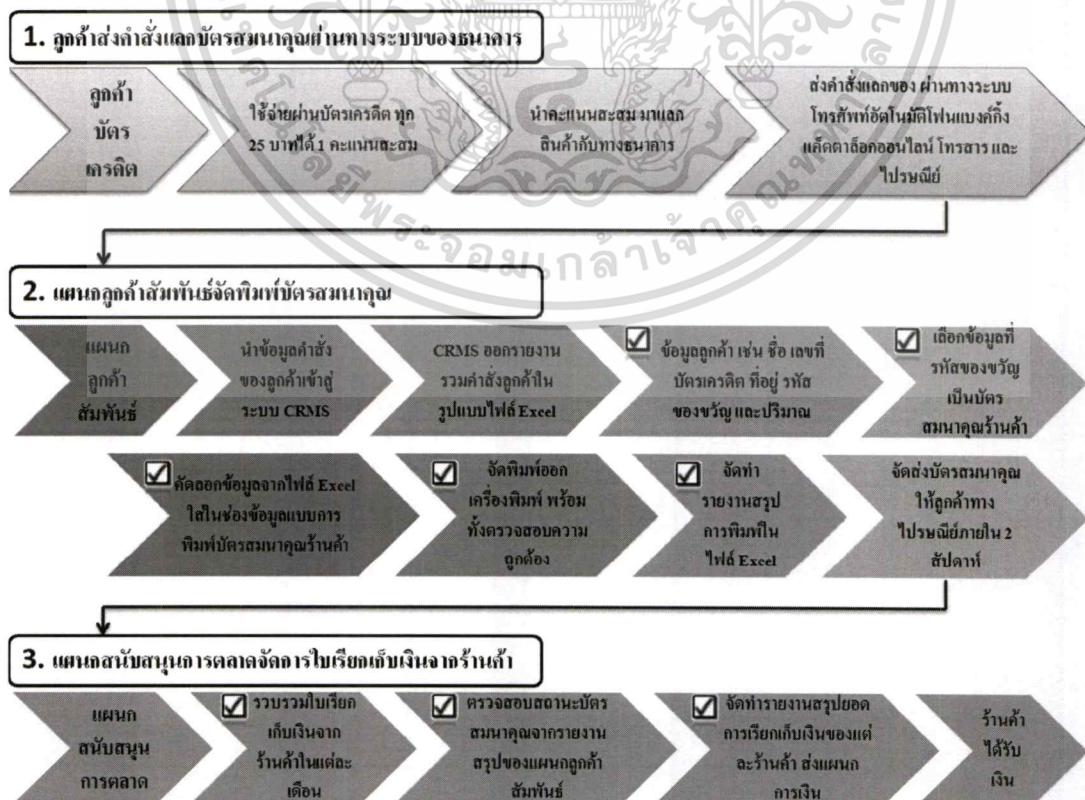 1. ลูกค้าส่งคำสั่งแลกบัตรสมนาคุณผ่านทางระบบของธนาคาร
ลูกค้า
บัตร
เครดิต
ใช้จ่ายผ่านบัตรเครดิต ทุก
25 บาทได้ 1 คะแนนสะสม
นำคะแนนสะสม มาแลก
สินค้ากับทางธนาคาร
ส่งคำสั่งแลกของ ผ่านทางระบบ
โทรศัพท์อัตโนมัติโฟนแบงค์กิ้ง
แค็ตตาล็อกออนไลน์ โทรสาร และ
ไปรษณีย์
พระจอมเกล้าเจ้าคุณทหารลา
2. แผนกลูกค้าสัมพันธ์จัดพิมพ์บัตรสมนาคุณ
แผนก
ลูกค้า
สัมพันธ์
นำข้อมูลคำสั่ง
ของลูกค้าเข้าสู่
ระบบ CRMS
CRMS ออกรายงาน
รวมคำสั่งลูกค้าใน
รูปแบบไฟล์ Excel
ข้อมูลลูกค้า เช่น ชื่อ เลขที่
บัตรเครดิต ที่อยู่ รหัส
ของขวัญ และปริมาณ
เลือกข้อมูลที่
รหัสของขวัญ
เป็นบัตร
สมนาคุณร้านค้า
คัดลอกข้อมูลจากไฟล์ Excel
ใส่ในช่องข้อมูลแบบการ
พิมพ์บัตรสมนาคุณร้านค้า
จัดพิมพ์ออก
เครื่องพิมพ์ พร้อม
ทั้งตรวจสอบความ
ถูกต้อง
จัดทำ
รายงานสรุป
การพิมพ์ใน
ไฟล์ Excel
จัดส่งบัตรสมนาคุณ
ให้ลูกค้าทาง
ไปรษณีย์ภายใน 2
สัปดาห์
3. แผนกสนับสนุนการตลาดจัดการใบเรียกเก็บเงินจากร้านค้า
แผนก
สนับสนุน
การตลาด
รวบรวมใบเรียก
เก็บเงินจาก
ร้านค้าในแต่ละ
เดือน
ตรวจสอบสถานะบัตร
สมนาคุณจากรายงาน
สรุปของแผนกลูกค้า
สัมพันธ์
จัดทำรายงานสรุปยอด
การเรียกเก็บเงินของแต่
ละร้านค้า ส่งแผนก
การเงิน
ร้านค้า
ได้รับ
เงิน